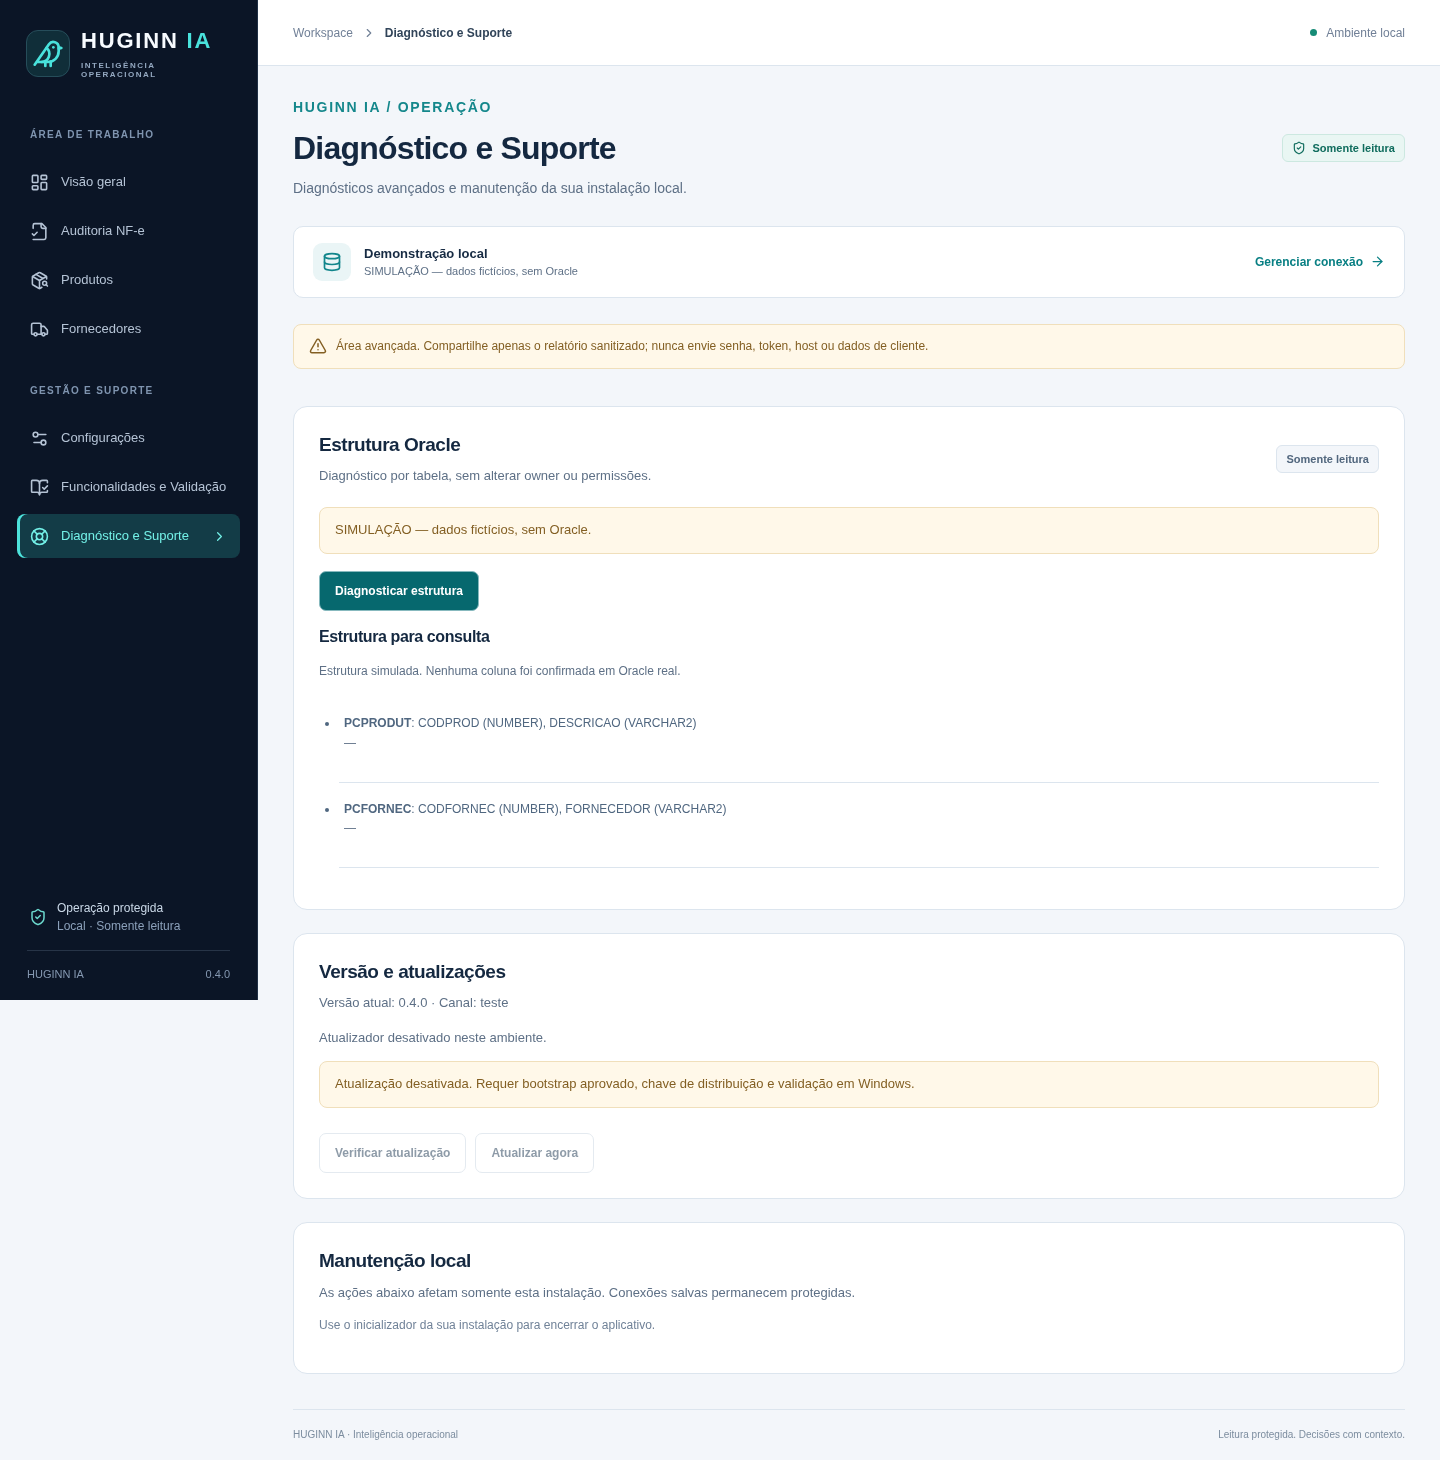 HUGINN IA
INTELIGÊNCIA
OPERACIONAL
ÁREA DE TRABALHO
Visão geral
Auditoria NF-e
Produtos
Fornecedores
GESTÃO E SUPORTE
Configurações
Funcionalidades e Validação
Diagnóstico e Suporte
Operação protegida
Local · Somente leitura
HUGINN IA 0.4.0
Workspace Diagnóstico e Suporte
Ambiente local
HUGINN IA / OPERAÇÃO
Diagnóstico e Suporte
Somente leitura
Diagnósticos avançados e manutenção da sua instalação local.
Demonstração local
SIMULAÇÃO — dados fictícios, sem Oracle
Gerenciar conexão
Área avançada. Compartilhe apenas o relatório sanitizado; nunca envie senha, token, host ou dados de cliente.
Estrutura Oracle
Somente leitura
Diagnóstico por tabela, sem alterar owner ou permissões.
SIMULAÇÃO — dados fictícios, sem Oracle.
Diagnosticar estrutura
Estrutura para consulta
Estrutura simulada. Nenhuma coluna foi confirmada em Oracle real.
• PCPRODUT: CODPROD (NUMBER), DESCRICAO (VARCHAR2)
—
• PCFORNEC: CODFORNEC (NUMBER), FORNECEDOR (VARCHAR2)
—
Versão e atualizações
Versão atual: 0.4.0 · Canal: teste
Atualizador desativado neste ambiente.
Atualização desativada. Requer bootstrap aprovado, chave de distribuição e validação em Windows.
Verificar atualização Atualizar agora
Manutenção local
As ações abaixo afetam somente esta instalação. Conexões salvas permanecem protegidas.
Use o inicializador da sua instalação para encerrar o aplicativo.
HUGINN IA · Inteligência operacional
Leitura protegida. Decisões com contexto.